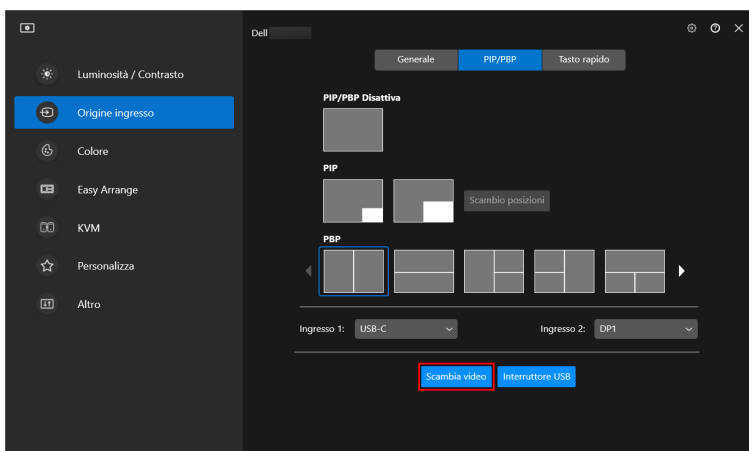 Dell
Generale PIP/PBP Tasto rapido
Luminosità / Contrasto
Origine ingresso
Colore
Easy Arrange
KVM
Personalizza
Altro
PIP/PBP Disattiva
PIP
Scambio posizioni
PBP
Ingresso 1: USB-C Ingresso 2: DP1
Scambia video Interruttore USB